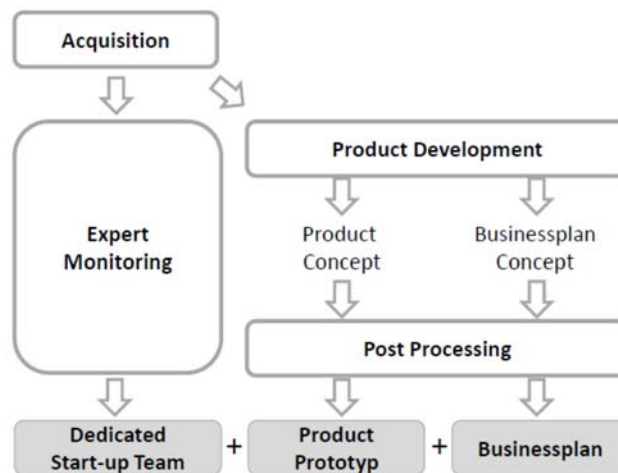 Acquisition
Product Development
Expert
Monitoring
Product
Concept
Businessplan
Concept
Post Processing
Dedicated
Start-up Team
+
Product
Prototyp
+
Businessplan